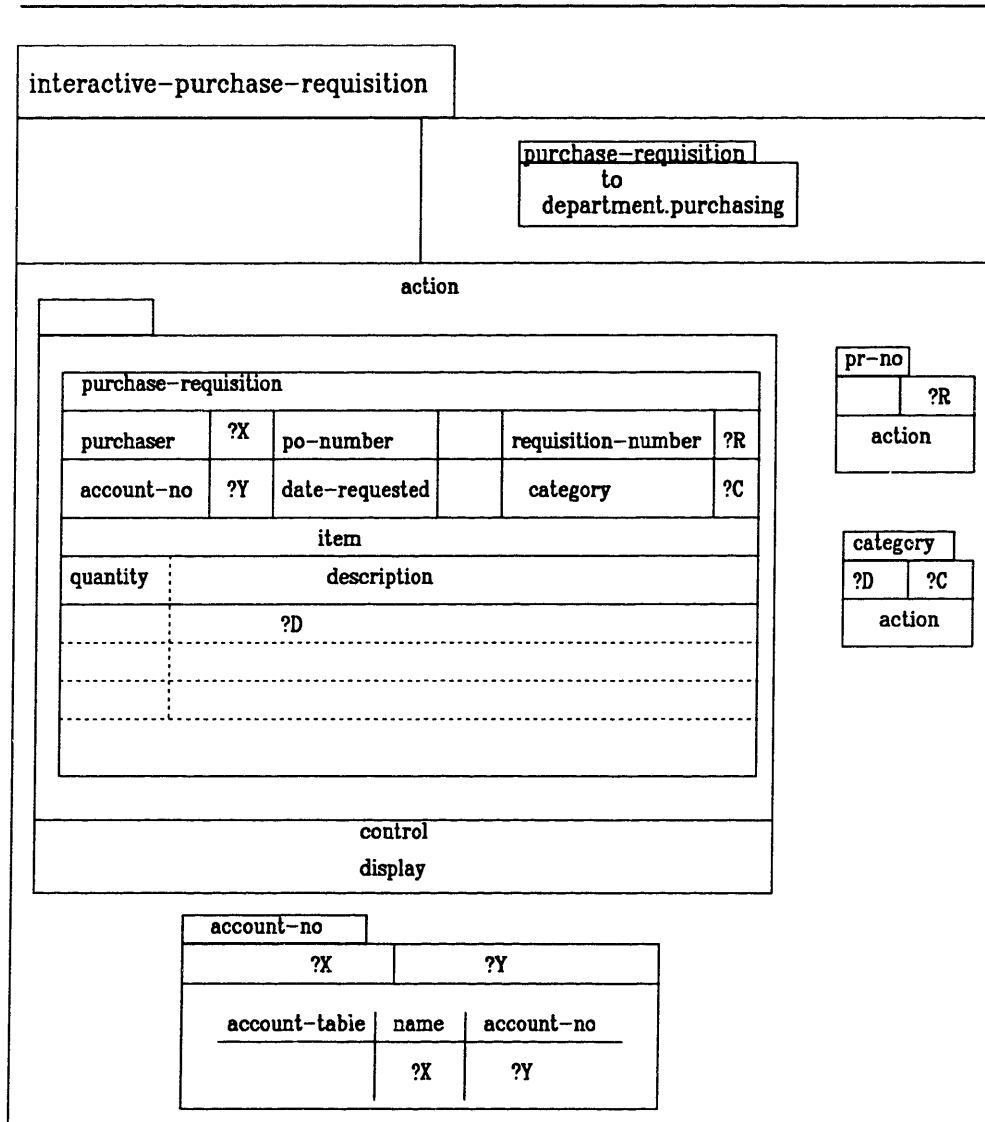 interactive-purchase-requisition
purchase-requisition
to
department.purchasing
action
purchase-requisition
purchaser ?X po-number requisition-number ?R
account-no ?Y date-requested category ?C
item
quantity description
?D
control
display
pr-no
?R
action
category
?D ?C
action
account-no
?X ?Y
account-table name account-no
?X ?Y